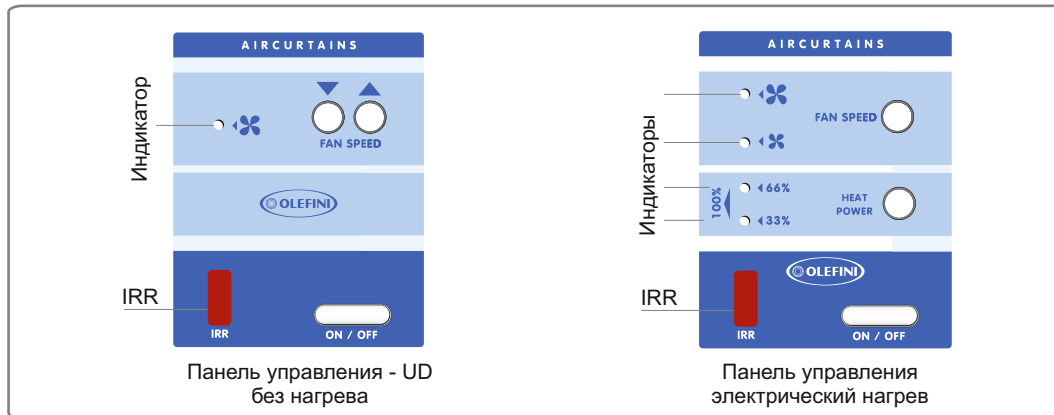 AIRCURTAINS
Индикатор
FAN SPEED
OLEFINI
IRR
IRR
ON / OFF
Панель управления - UD
без нагрева
AIRCURTAINS
Индикаторы
FAN SPEED
66%
100%
33%
HEAT
POWER
OLEFINI
IRR
IRR
ON / OFF
Панель управления
электрический нагрев